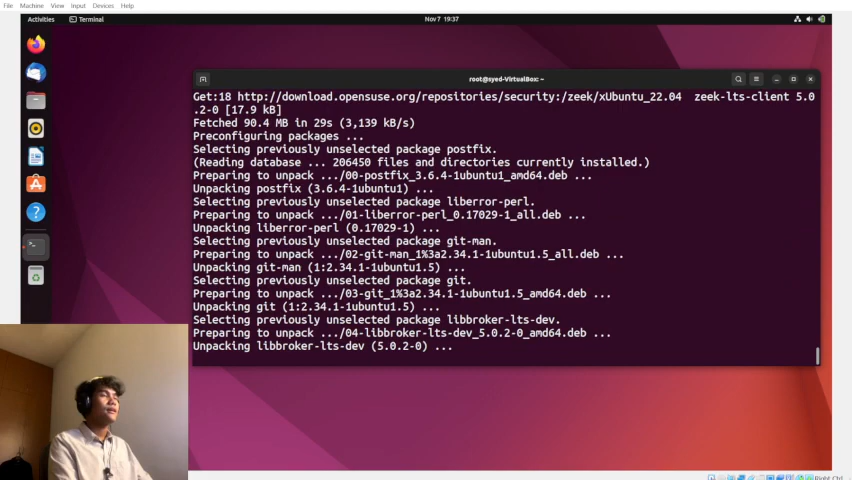 File Machine View Input Devices Help
Activities Terminal Nov 7 19:37
root@syed-VirtualBox: ~
Get:18 http://download.opensuse.org/repositories/security:/zeek/xUbuntu_22.04 zeek-lts-client 5.0
.2-0 [17.9 kB]
Fetched 90.4 MB in 29s (3,139 kB/s)
Preconfiguring packages ...
Selecting previously unselected package postfix.
(Reading database ... 206450 files and directories currently installed.)
Preparing to unpack .../00-postfix_3.6.4-1ubuntu1_amd64.deb ...
Unpacking postfix (3.6.4-1ubuntu1) ...
Selecting previously unselected package liberror-perl.
Preparing to unpack .../01-liberror-perl_0.17029-1_all.deb ...
Unpacking liberror-perl (0.17029-1) ...
Selecting previously unselected package git-man.
Preparing to unpack .../02-git-man_1%3a2.34.1-1ubuntu1.5_all.deb ...
Unpacking git-man (1:2.34.1-1ubuntu1.5) ...
Selecting previously unselected package git.
Preparing to unpack .../03-git_1%3a2.34.1-1ubuntu1.5_amd64.deb ...
Unpacking git (1:2.34.1-1ubuntu1.5) ...
Selecting previously unselected package libbroker-lts-dev.
Preparing to unpack .../04-libbroker-lts-dev_5.0.2-0_amd64.deb ...
Unpacking libbroker-lts-dev (5.0.2-0) ...
Right Ctrl